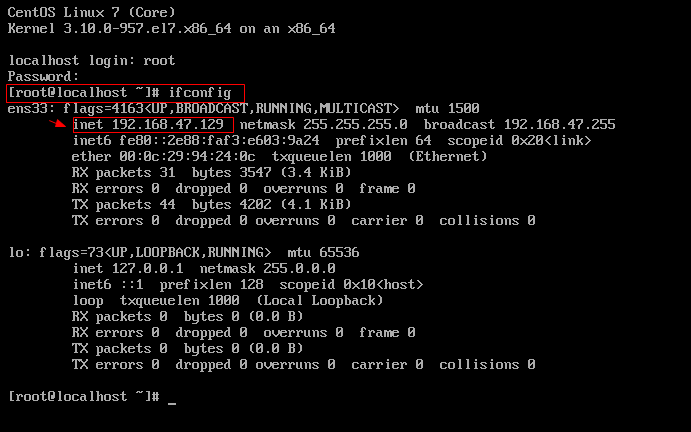 CentOS Linux 7 (Core)
Kernel 3.10.0-957.el7.x86_64 on an x86_64
localhost login: root
Password:
[root@localhost ~]# ifconfig
ens33: flags=4163<UP,BROADCAST,RUNNING,MULTICAST>  mtu 1500
inet 192.168.47.129  netmask 255.255.255.0  broadcast 192.168.47.255
inet6 fe80::2e88:faf3:e603:9a24  prefixlen 64  scopeid 0x20<link>
ether 00:0c:29:94:24:0c  txqueuelen 1000  (Ethernet)
RX packets 31  bytes 3547 (3.4 KiB)
RX errors 0  dropped 0  overruns 0  frame 0
TX packets 44  bytes 4202 (4.1 KiB)
TX errors 0  dropped 0 overruns 0  carrier 0  collisions 0
lo: flags=73<UP,LOOPBACK,RUNNING>  mtu 65536
inet 127.0.0.1  netmask 255.0.0.0
inet6 ::1  prefixlen 128  scopeid 0x10<host>
loop  txqueuelen 1000  (Local Loopback)
RX packets 0  bytes 0 (0.0 B)
RX errors 0  dropped 0  overruns 0  frame 0
TX packets 0  bytes 0 (0.0 B)
TX errors 0  dropped 0 overruns 0  carrier 0  collisions 0
[root@localhost ~]# _